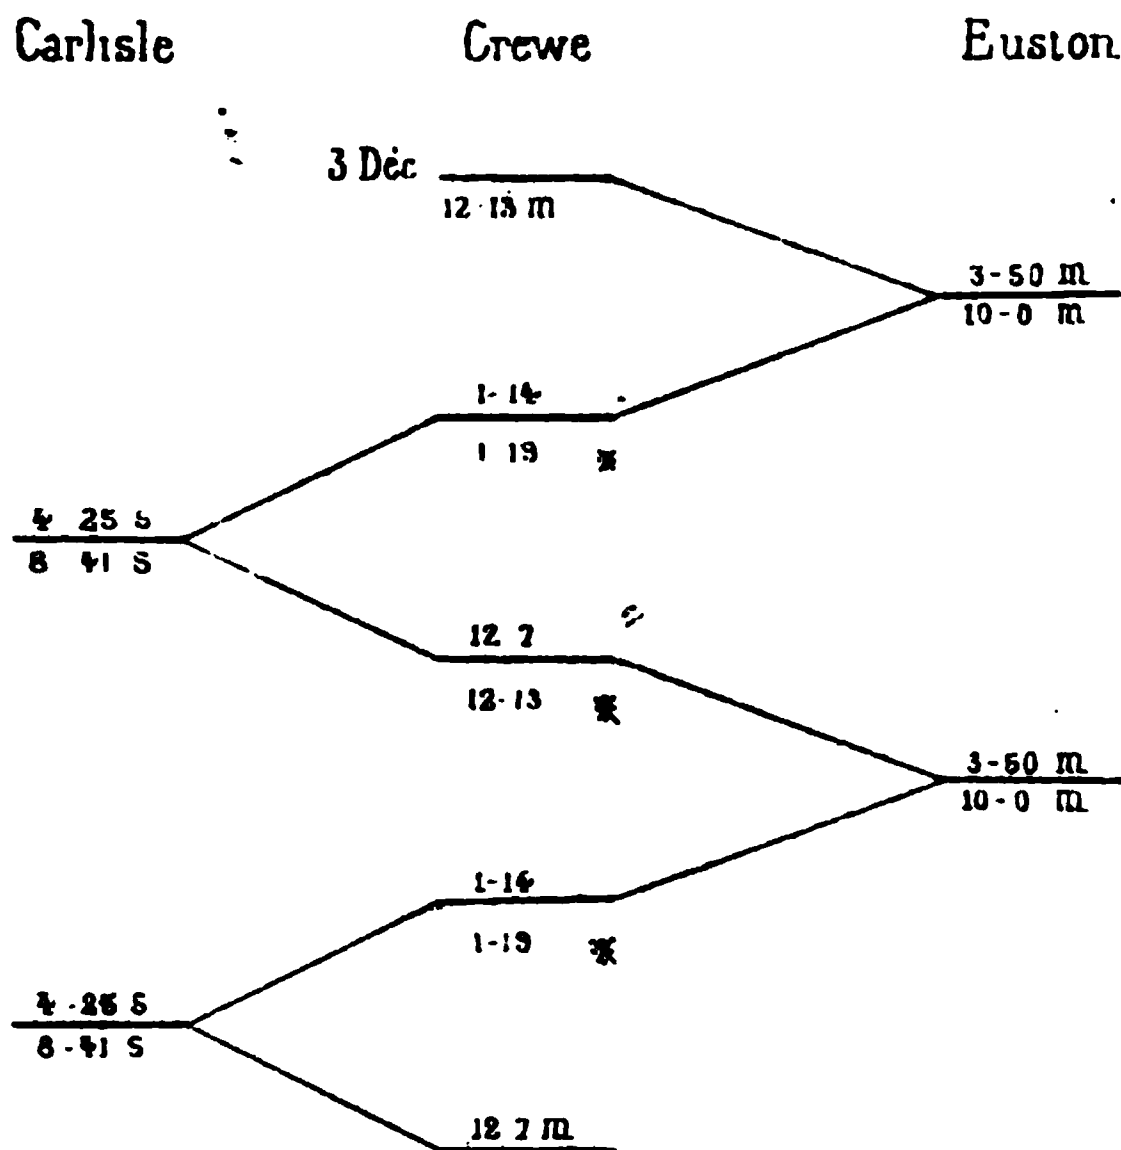 Carlisle Crewe Euston
3 Déc
12-13 m
3-50 m
10-0 m
1-14
1 19 *
4 25 S
8 41 S
12 7
12-13 *
3-50 m
10-0 m
1-14
1-19 *
4-25 S
8-41 S
12 7 m